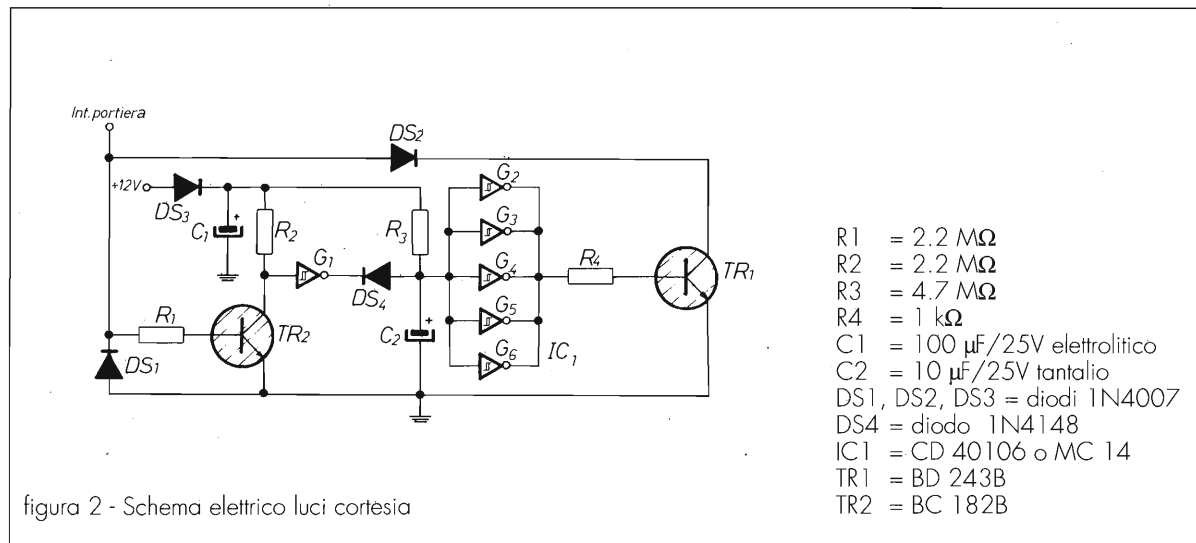 Int. portiera
DS2
+12V
DS3
C1
+
R2
R3
G1
DS4
G2
G3
G4
G5
G6
IC1
R4
TR1
R1
TR2
DS1
C2
+
R1 = 2.2 MΩ
R2 = 2.2 MΩ
R3 = 4.7 MΩ
R4 = 1 kΩ
C1 = 100 µF/25V elettrolitico
C2 = 10 µF/25V tantalio
DS1, DS2, DS3 = diodi 1N4007
DS4 = diodo 1N4148
IC1 = CD 40106 o MC 14
TR1 = BD 243B
TR2 = BC 182B
figura 2 - Schema elettrico luci cortesia